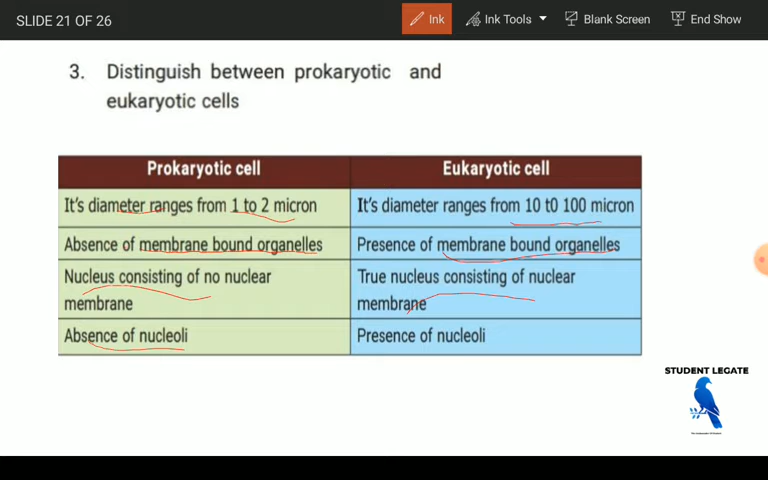 SLIDE 21 OF 26
Ink
Ink Tools
Blank Screen
End Show
3. Distinguish between prokaryotic and
eukaryotic cells
Prokaryotic cell
Eukaryotic cell
It's diameter ranges from 1 to 2 micron
It's diameter ranges from 10 t0 100 micron
Absence of membrane bound organelles
Presence of membrane bound organelles
Nucleus consisting of no nuclear
membrane
True nucleus consisting of nuclear
membrane
Absence of nucleoli
Presence of nucleoli
STUDENT LEGATE